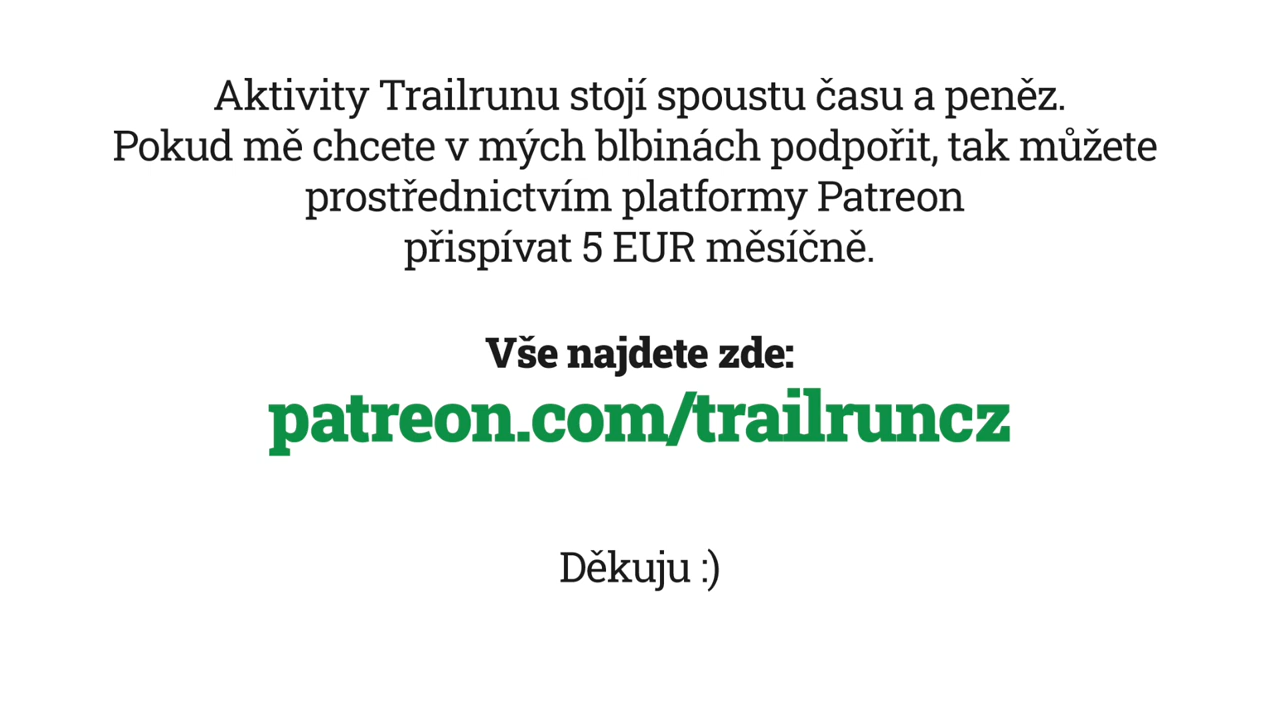 Aktivity Trailrunu stojí spoustu času a peněz.
Pokud mě chcete v mých blbinách podpořit, tak můžete
prostřednictvím platformy Patreon
přispívat 5 EUR měsíčně.
Vše najdete zde:
patreon.com/trailruncz
Děkuju :)